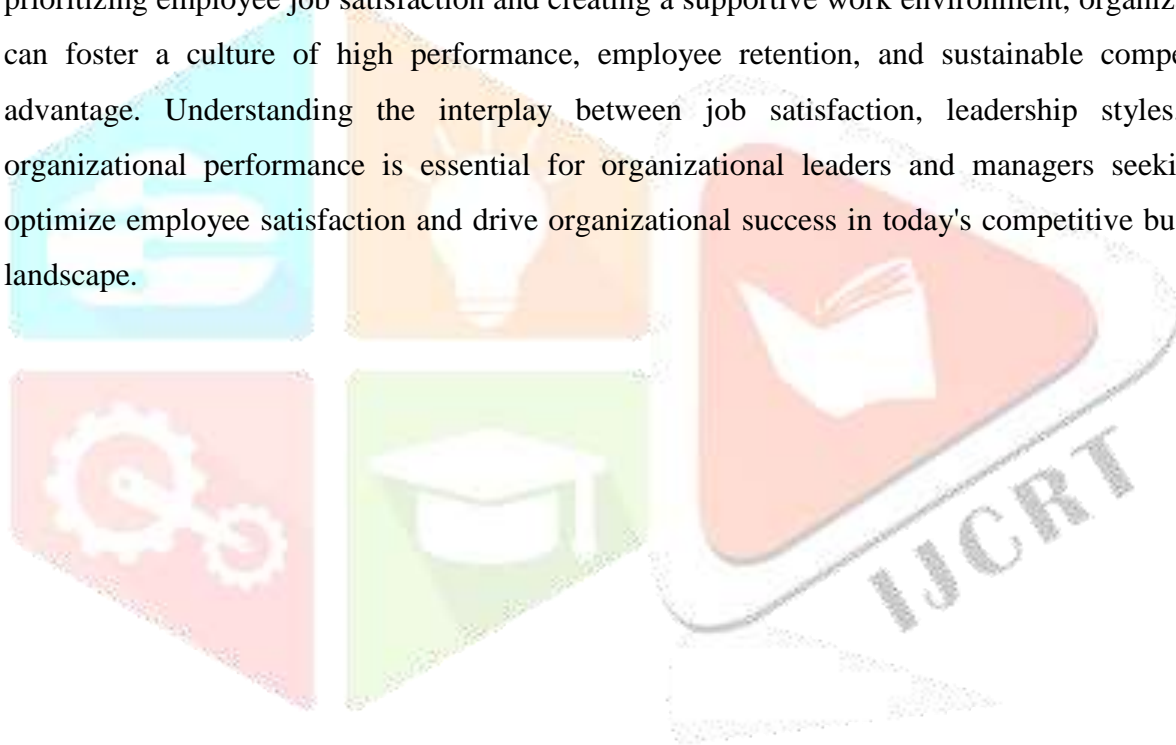 prioritizing employee job satisfaction and creating a supportive work environment, organiz
can foster a culture of high performance, employee retention, and sustainable compe
advantage. Understanding the interplay between job satisfaction, leadership styles
organizational performance is essential for organizational leaders and managers seeki
optimize employee satisfaction and drive organizational success in today's competitive bu
landscape.
IJCRT